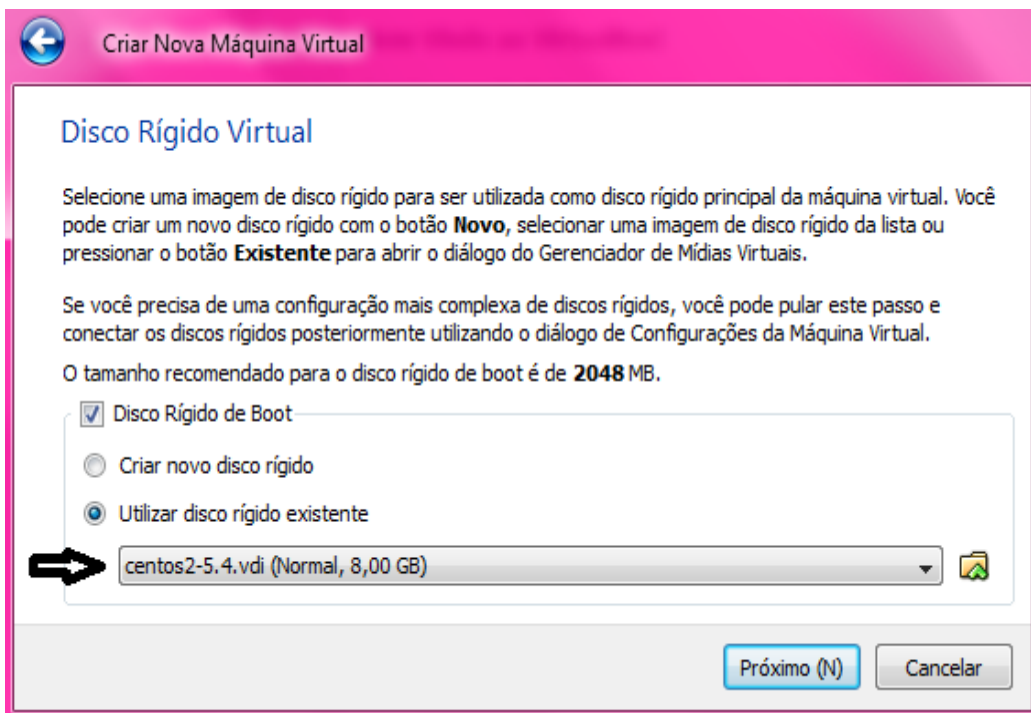 Criar Nova Máquina Virtual
Disco Rígido Virtual
Selecione uma imagem de disco rígido para ser utilizada como disco rígido principal da máquina virtual. Você
pode criar um novo disco rígido com o botão Novo, selecionar uma imagem de disco rígido da lista ou
pressionar o botão Existente para abrir o diálogo do Gerenciador de Mídias Virtuais.
Se você precisa de uma configuração mais complexa de discos rígidos, você pode pular este passo e
conectar os discos rígidos posteriormente utilizando o diálogo de Configurações da Máquina Virtual.
O tamanho recomendado para o disco rígido de boot é de 2048 MB.
Disco Rígido de Boot
Criar novo disco rígido
Utilizar disco rígido existente
centos2-5.4.vdi (Normal, 8,00 GB)
Próximo (N)
Cancelar